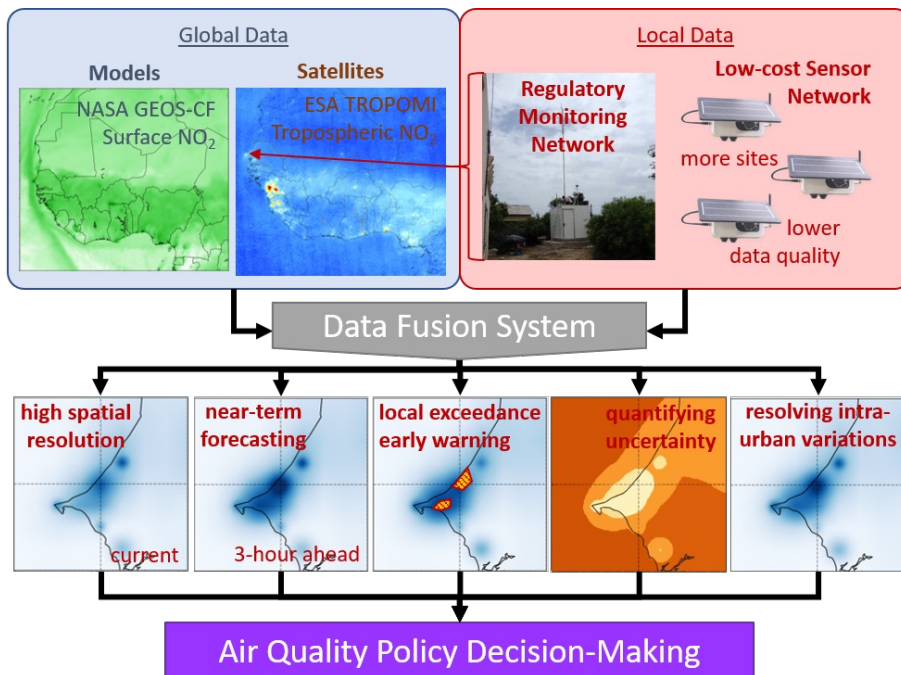 Global Data
Models
NASA GEOS-CF
Surface NO₂
Satellites
ESA TROPOMI
Tropospheric NO₂
Local Data
Regulatory
Monitoring
Network
Low-cost Sensor
Network
more sites
lower
data quality
Data Fusion System
high spatial
resolution
current
near-term
forecasting
3-hour ahead
local exceedance
early warning
quantifying
uncertainty
resolving intra-
urban variations
Air Quality Policy Decision-Making